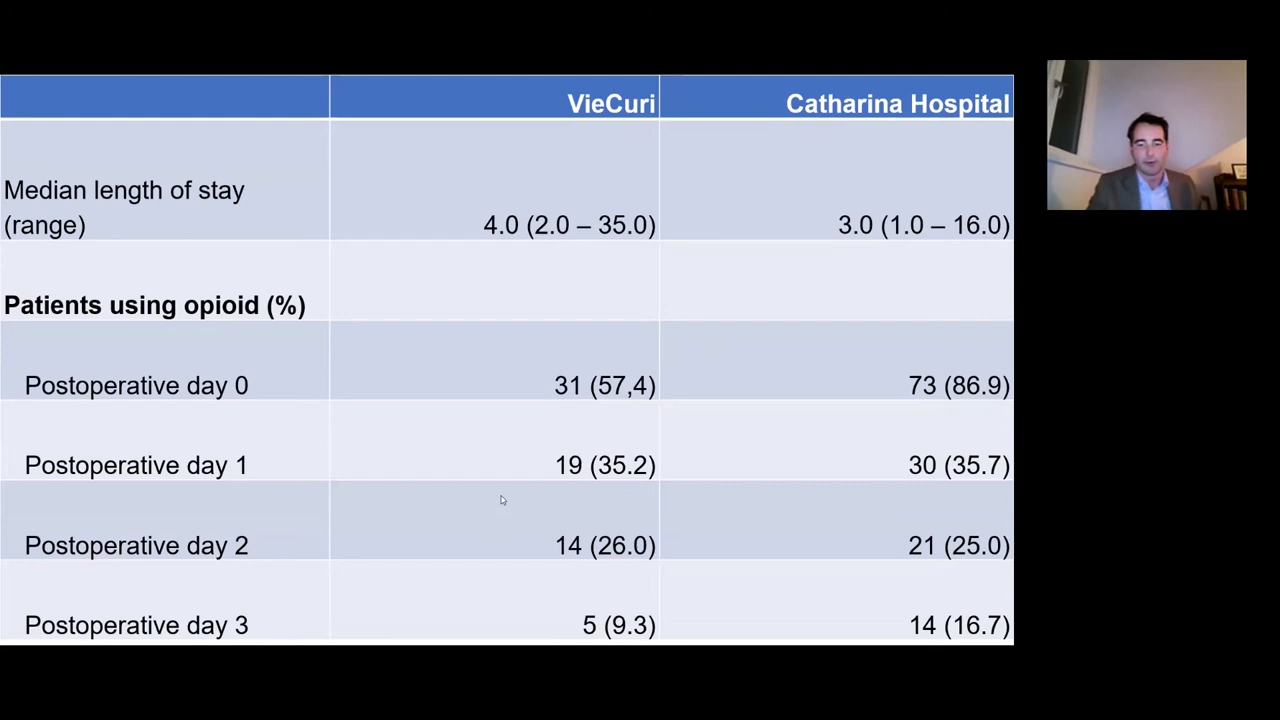 VieCuri Catharina Hospital
Median length of stay
(range) 4.0 (2.0 – 35.0) 3.0 (1.0 – 16.0)
Patients using opioid (%)
Postoperative day 0 31 (57,4) 73 (86.9)
Postoperative day 1 19 (35.2) 30 (35.7)
Postoperative day 2 14 (26.0) 21 (25.0)
Postoperative day 3 5 (9.3) 14 (16.7)